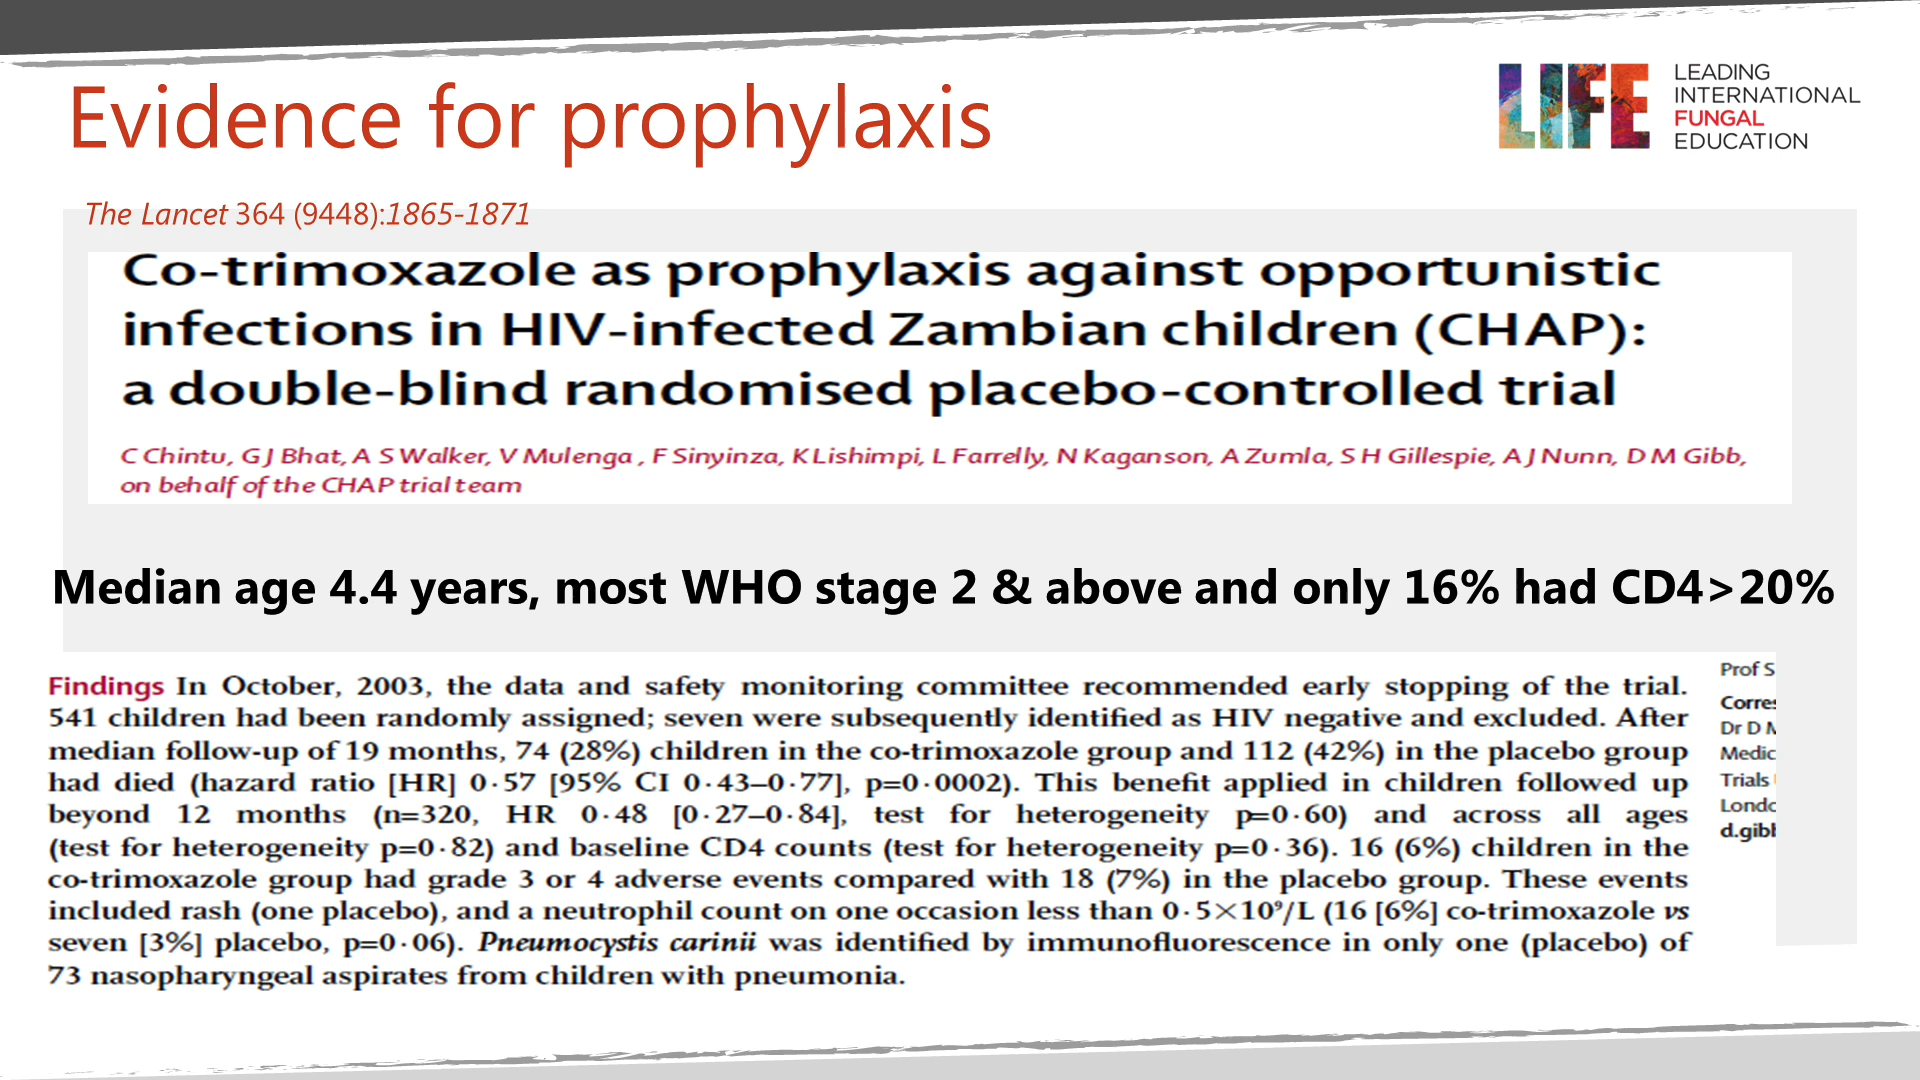 Evidence for prophylaxis
LEADING
INTERNATIONAL
FUNGAL
EDUCATION
LIFE
The Lancet 364 (9448):1865-1871
Co-trimoxazole as prophylaxis against opportunistic
infections in HIV-infected Zambian children (CHAP):
a double-blind randomised placebo-controlled trial
C Chintu, G J Bhat, A S Walker, V Mulenga , F Sinyinza, K Lishimpi, L Farrelly, N Kaganson, A Zumla, S H Gillespie, A J Nunn, D M Gibb,
on behalf of the CHAP trial team
Median age 4.4 years, most WHO stage 2 & above and only 16% had CD4>20%
Findings In October, 2003, the data and safety monitoring committee recommended early stopping of the trial.
541 children had been randomly assigned; seven were subsequently identified as HIV negative and excluded. After
median follow-up of 19 months, 74 (28%) children in the co-trimoxazole group and 112 (42%) in the placebo group
had died (hazard ratio [HR] 0·57 [95% CI 0·43–0·77], p=0·0002). This benefit applied in children followed up
beyond 12 months (n=320, HR 0·48 [0·27–0·84], test for heterogeneity p=0·60) and across all ages
(test for heterogeneity p=0·82) and baseline CD4 counts (test for heterogeneity p=0·36). 16 (6%) children in the
co-trimoxazole group had grade 3 or 4 adverse events compared with 18 (7%) in the placebo group. These events
included rash (one placebo), and a neutrophil count on one occasion less than 0·5×10⁹/L (16 [6%] co-trimoxazole vs
seven [3%] placebo, p=0·06). Pneumocystis carinii was identified by immunofluorescence in only one (placebo) of
73 nasopharyngeal aspirates from children with pneumonia.
Prof S
Corres
Dr D M
Medic
Trials
Londo
d.gibb